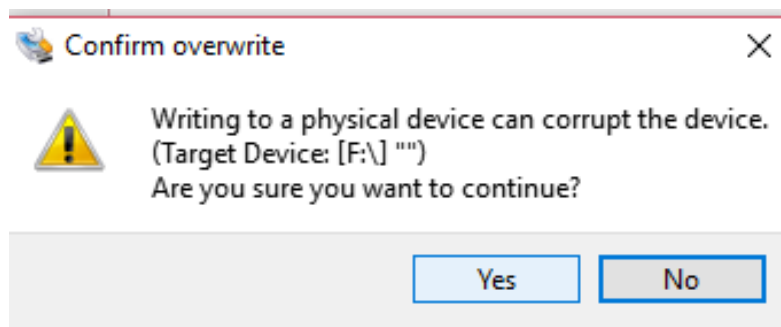 Confirm overwrite
Writing to a physical device can corrupt the device.
(Target Device: [F:\] "")
Are you sure you want to continue?
Yes
No